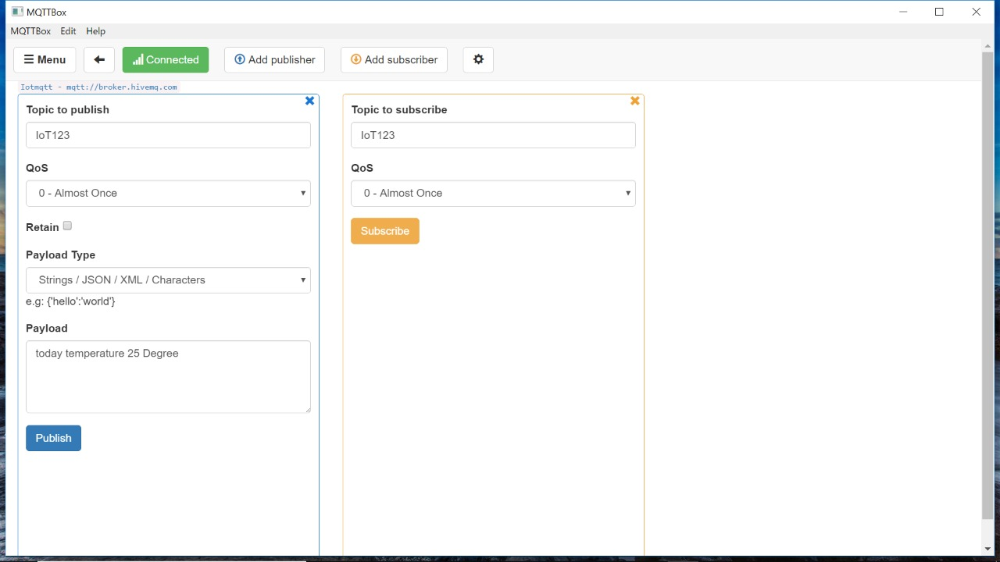 MQTTBox
MQTTBox Edit Help
Menu Connected Add publisher Add subscriber
Iotmqtt - mqtt://broker.hivemq.com
Topic to publish
IoT123
QoS
0 - Almost Once
Retain
Payload Type
Strings / JSON / XML / Characters
e.g: {'hello':'world'}
Payload
today temperature 25 Degree
Publish
Topic to subscribe
IoT123
QoS
0 - Almost Once
Subscribe